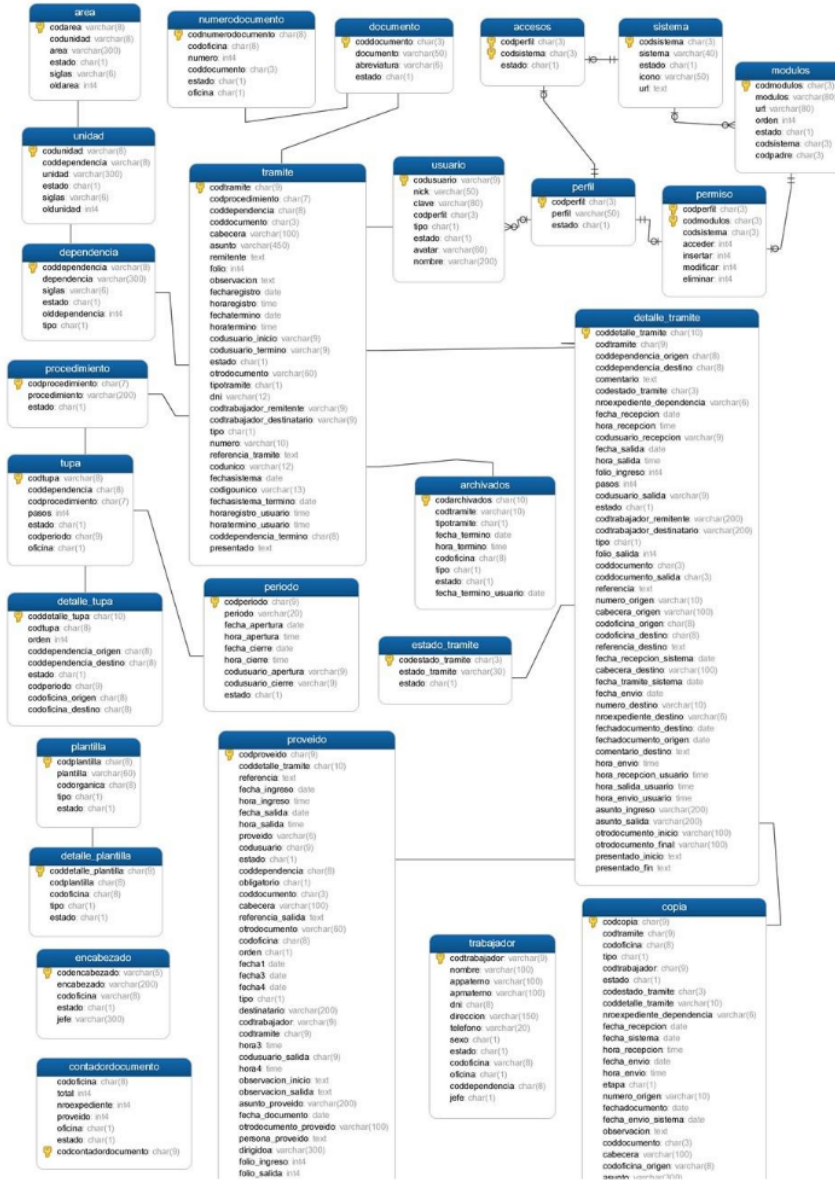 area
codarea: varchar(8)
codunidad: varchar(8)
area: varchar(300)
estado: char(1)
siglas: varchar(6)
oldarea: int4
numerodocumento
codnumerodocumento: char(8)
codoficina: char(8)
numero: int4
coddocumento: char(3)
estado: char(1)
oficina: char(1)
documento
coddocumento: char(3)
documento: varchar(50)
abreviatura: varchar(6)
estado: char(1)
accesos
codperfil: char(3)
codsistema: char(3)
estado: char(1)
sistema
codsistema: char(3)
sistema: varchar(40)
estado: char(1)
icono: varchar(50)
url: text
modulos
codmodulos: char(3)
modulos: varchar(80)
url: varchar(80)
orden: int4
estado: char(1)
codsistema: char(3)
codpadre: char(3)
unidad
codunidad: varchar(8)
coddependencia: varchar(8)
unidad: varchar(300)
estado: char(1)
siglas: varchar(6)
oldunidad: int4
tramite
codtramite: char(9)
codprocedimiento: char(7)
coddependencia: char(8)
coddocumento: char(3)
cabecera: varchar(100)
asunto: varchar(450)
remitente: text
folio: int4
observacion: text
fecharegistro: date
horaregistro: time
fechatermino: date
horatermino: time
codusuario_inicio: varchar(9)
codusuario_termino: varchar(9)
estado: char(1)
otrodocumento: varchar(60)
tipotramite: char(1)
dni: varchar(12)
codtrabajador_remitente: varchar(9)
codtrabajador_destinatario: varchar(9)
tipo: char(1)
numero: varchar(10)
referencia_tramite: text
codunico: varchar(12)
fechasistema: date
codigounico: varchar(13)
fechasistema_termino: date
horaregistro_usuario: time
horatermino_usuario: time
coddependencia_termino: char(8)
presentado: text
usuario
codusuario: varchar(9)
nick: varchar(50)
clave: varchar(80)
codperfil: char(3)
tipo: char(1)
estado: char(1)
avatar: varchar(60)
nombre: varchar(200)
perfil
codperfil: char(3)
perfil: varchar(50)
estado: char(1)
permiso
codperfil: char(3)
codmodulos: char(3)
codsistema: char(3)
acceder: int4
insertar: int4
modificar: int4
eliminar: int4
dependencia
coddependencia: varchar(8)
dependencia: varchar(300)
siglas: varchar(6)
estado: char(1)
olddependencia: int4
tipo: char(1)
procedimiento
codprocedimiento: char(7)
procedimiento: varchar(200)
estado: char(1)
tupa
codtupa: varchar(8)
coddependencia: char(8)
codprocedimiento: char(7)
pasos: int4
estado: char(1)
codperiodo: char(9)
oficina: char(1)
detalle_tupa
coddetalle_tupa: char(10)
codtupa: char(8)
orden: int4
coddependencia_origen: char(8)
coddependencia_destino: char(8)
estado: char(1)
codperiodo: char(9)
codoficina_origen: char(8)
codoficina_destino: char(8)
periodo
codperiodo: char(9)
periodo: varchar(20)
fecha_apertura: date
hora_apertura: time
fecha_cierre: date
hora_cierre: time
codusuario_apertura: varchar(9)
codusuario_cierre: varchar(9)
estado: char(1)
archivados
codarchivados: char(10)
codtramite: varchar(10)
tipotramite: char(1)
fecha_termino: date
hora_termino: time
codoficina: char(8)
tipo: char(1)
estado: char(1)
fecha_termino_usuario: date
estado_tramite
codestado_tramite: char(3)
estado_tramite: varchar(30)
estado: char(1)
detalle_tramite
coddetalle_tramite: char(10)
codtramite: char(9)
coddependencia_origen: char(8)
coddependencia_destino: char(8)
comentario: text
codestado_tramite: char(3)
nroexpediente_dependencia: varchar(6)
fecha_recepcion: date
hora_recepcion: time
codusuario_recepcion: varchar(9)
fecha_salida: date
hora_salida: time
folio_ingreso: int4
pasos: int4
codusuario_salida: varchar(9)
estado: char(1)
codtrabajador_remitente: varchar(200)
codtrabajador_destinatario: varchar(200)
tipo: char(1)
folio_salida: int4
coddocumento: char(3)
coddocumento_salida: char(3)
referencia: text
numero_origen: varchar(10)
cabecera_origen: varchar(100)
codoficina_origen: char(8)
codoficina_destino: char(8)
referencia_destino: text
fecha_recepcion_sistema: date
cabecera_destino: varchar(100)
fecha_tramite_sistema: date
fecha_envio: date
numero_destino: varchar(10)
nroexpediente_destino: varchar(6)
fechadocumento_destino: date
fechadocumento_origen: date
comentario_destino: text
hora_envio: time
hora_recepcion_usuario: time
hora_salida_usuario: time
hora_envio_usuario: time
asunto_ingreso: varchar(200)
asunto_salida: varchar(200)
otrodocumento_inicio: varchar(100)
otrodocumento_final: varchar(100)
presentado_inicio: text
presentado_fin: text
plantilla
codplantilla: char(8)
plantilla: varchar(60)
codorganica: char(8)
tipo: char(1)
estado: char(1)
detalle_plantilla
coddetalle_plantilla: char(9)
codplantilla: char(8)
codoficina: char(8)
tipo: char(1)
estado: char(1)
encabezado
codencabezado: varchar(5)
encabezado: varchar(200)
codoficina: varchar(8)
estado: char(1)
jefe: varchar(300)
contadordocumento
codoficina: char(8)
total: int4
nroexpediente: int4
proveido: int4
oficina: char(1)
estado: char(1)
codcontadordocumento: char(9)
proveido
codproveido: char(9)
coddetalle_tramite: char(10)
referencia: text
fecha_ingreso: date
hora_ingreso: time
fecha_salida: date
hora_salida: time
proveido: varchar(8)
codusuario: char(9)
estado: char(1)
coddependencia: char(8)
obligatorio: char(1)
coddocumento: char(3)
cabecera: varchar(100)
referencia_salida: text
otrodocumento: varchar(60)
codoficina: char(8)
orden: char(1)
fecha1: date
fecha3: date
fecha4: date
tipo: char(1)
destinatario: varchar(200)
codtrabajador: varchar(9)
codtramite: char(9)
hora3: time
codusuario_salida: char(9)
hora4: time
observacion_inicio: text
observacion_salida: text
asunto_proveido: varchar(200)
fecha_documento: date
otrodocumento_proveido: varchar(100)
persona_proveido: text
dirigidoa: varchar(300)
folio_ingreso: int4
folio_salida: int4
trabajador
codtrabajador: varchar(9)
nombre: varchar(100)
appaterno: varchar(100)
apmaterno: varchar(100)
dni: char(8)
direccion: varchar(150)
telefono: varchar(20)
sexo: char(1)
estado: char(1)
codoficina: varchar(8)
oficina: char(1)
coddependencia: char(8)
jefe: char(1)
copia
codcopia: char(9)
codtramite: char(9)
codoficina: char(8)
tipo: char(1)
codtrabajador: char(9)
estado: char(1)
codestado_tramite: char(3)
coddetalle_tramite: varchar(10)
nroexpediente_dependencia: varchar(6)
fecha_recepcion: date
fecha_sistema: date
hora_recepcion: time
fecha_envio: date
hora_envio: time
etapa: char(1)
numero_origen: varchar(10)
fechadocumento: date
fecha_envio_sistema: date
observacion: text
coddocumento: char(3)
cabecera: varchar(100)
codoficina_origen: varchar(8)